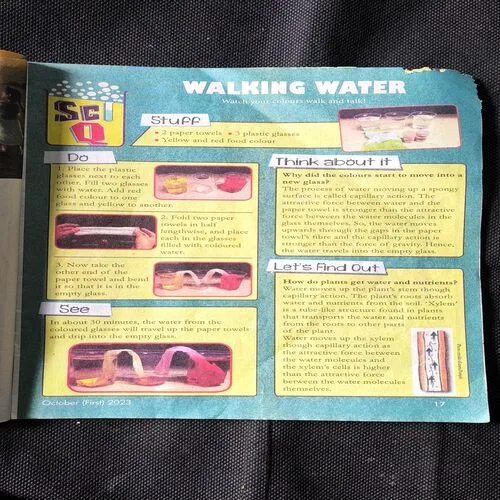 WALKING WATER
Watch your colours walk and talk!
SCI
Q
Stuff
• 2 paper towels • 3 plastic glasses
• Yellow and red food colour
Do
1. Place the plastic
glasses next to each
other. Fill two glasses
with water. Add red
food colour to one
glass and yellow to another.
2. Fold two paper
towels in half
lengthwise, and place
each in the glasses
filled with coloured
water.
3. Now take the
other end of the
paper towel and bend
it so that it is in the
empty glass.
See
In about 30 minutes, the water from the
coloured glasses will travel up the paper towels
and drip into the empty glass.
Think about it
Why did the colours start to move into a
new glass?
The process of water moving up a spongy
surface is called capillary action. The
attractive force between water and the
paper towel is stronger than the attractive
force between the water molecules in the
glass themselves. So, the water moves
upwards through the gaps in the paper
towel's fibre and the capillary action is
stronger than the force of gravity. Hence,
the water travels into the empty glass.
Let's Find Out
How do plants get water and nutrients?
Water moves up the plant's stem though
capillary action. The plant's roots absorb
water and nutrients from the soil. 'Xylem'
is a tube-like structure found in plants
that transports the water and nutrients
from the roots to other parts
of the plant.
Water moves up the xylem
though capillary action as
the attractive force between
the water molecules and
the xylem's cells is higher
than the attractive force
between the water molecules
themselves.
October (First) 2023
17